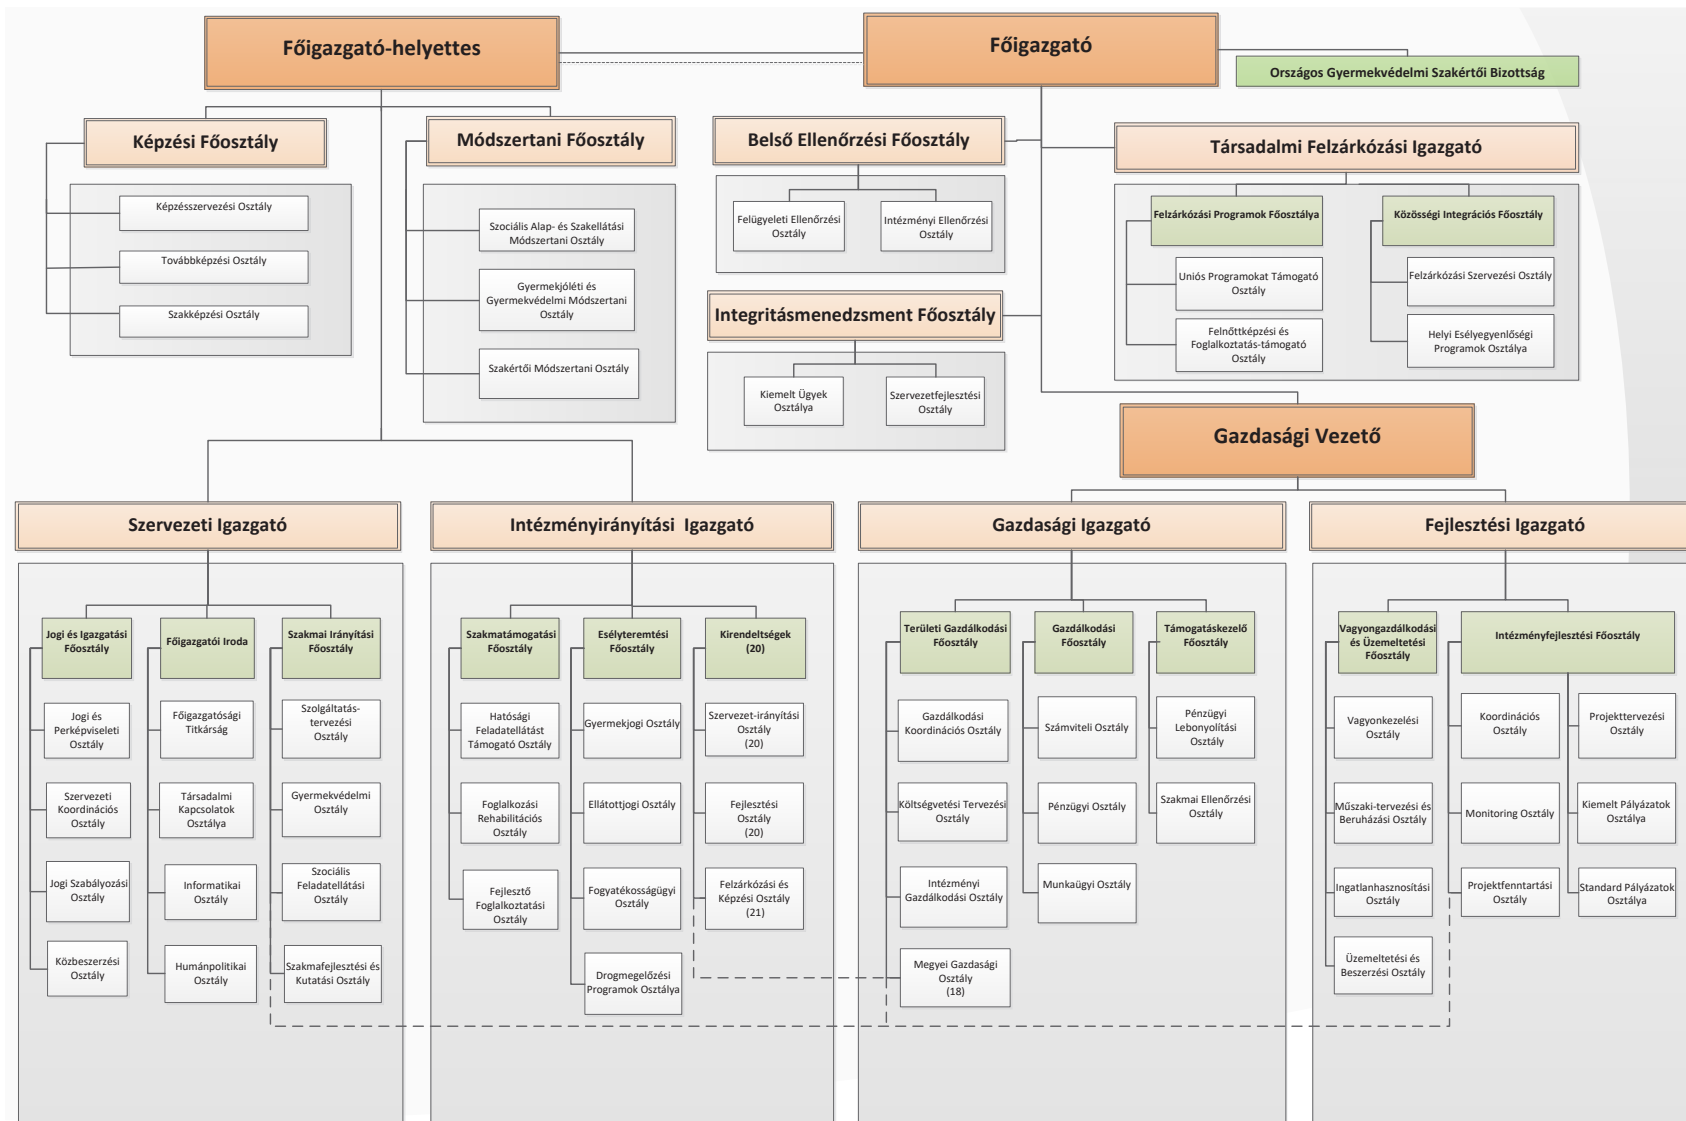 Főigazgató-helyettes
Főigazgató
Országos Gyermekvédelmi Szakértői Bizottság
Képzési Főosztály
Képzésszervezési Osztály
Továbbképzési Osztály
Szakképzési Osztály
Módszertani Főosztály
Szociális Alap- és Szakellátási
Módszertani Osztály
Gyermekjóléti és
Gyermekvédelmi Módszertani
Osztály
Szakértői Módszertani Osztály
Belső Ellenőrzési Főosztály
Felügyeleti Ellenőrzési
Osztály
Intézményi Ellenőrzési
Osztály
Integritásmenedzsment Főosztály
Kiemelt Ügyek
Osztálya
Szervezetfejlesztési
Osztály
Társadalmi Felzárkózási Igazgató
Felzárkózási Programok Főosztálya
Uniós Programokat Támogató
Osztály
Felnőttképzési és
Foglalkoztatás-támogató
Osztály
Közösségi Integrációs Főosztály
Felzárkózási Szervezési Osztály
Helyi Esélyegyenlőségi
Programok Osztálya
Gazdasági Vezető
Szervezeti Igazgató
Jogi és Igazgatási
Főosztály
Jogi és
Perképviseleti
Osztály
Szervezeti
Koordinációs
Osztály
Jogi Szabályozási
Osztály
Közbeszerzési
Osztály
Főigazgatói Iroda
Főigazgatósági
Titkárság
Társadalmi
Kapcsolatok
Osztálya
Informatikai
Osztály
Humánpolitikai
Osztály
Szakmai Irányítási
Főosztály
Szolgáltatás-
tervezési
Osztály
Gyermekvédelmi
Osztály
Szociális
Feladatellátási
Osztály
Szakmafejlesztési és
Kutatási Osztály
Intézményirányítási Igazgató
Szakmatámogatási
Főosztály
Hatósági
Feladatellátást
Támogató Osztály
Foglalkozási
Rehabilitációs
Osztály
Fejlesztő
Foglalkoztatási
Osztály
Esélyteremtési
Főosztály
Gyermekjogi Osztály
Ellátottjogi Osztály
Fogyatékosságügyi
Osztály
Drogmegelőzési
Programok Osztálya
Kirendeltségek
(20)
Szervezet-irányítási
Osztály
(20)
Fejlesztési
Osztály
(20)
Felzárkózási és
Képzési Osztály
(21)
Gazdasági Igazgató
Területi Gazdálkodási
Főosztály
Gazdálkodási
Koordinációs Osztály
Költségvetési Tervezési
Osztály
Intézményi
Gazdálkodási Osztály
Megyei Gazdasági
Osztály
(18)
Gazdálkodási
Főosztály
Számviteli Osztály
Pénzügyi Osztály
Munkaügyi Osztály
Támogatáskezelő
Főosztály
Pénzügyi
Lebonyolítási
Osztály
Szakmai Ellenőrzési
Osztály
Fejlesztési Igazgató
Vagyongazdálkodási
és Üzemeltetési
Főosztály
Vagyonkezelési
Osztály
Műszaki-tervezési és
Beruházási Osztály
Ingatlanhasznosítási
Osztály
Üzemeltetési és
Beszerzési Osztály
Intézményfejlesztési Főosztály
Koordinációs
Osztály
Monitoring Osztály
Projektfenntartási
Osztály
Projekttervezési
Osztály
Kiemelt Pályázatok
Osztálya
Standard Pályázatok
Osztálya